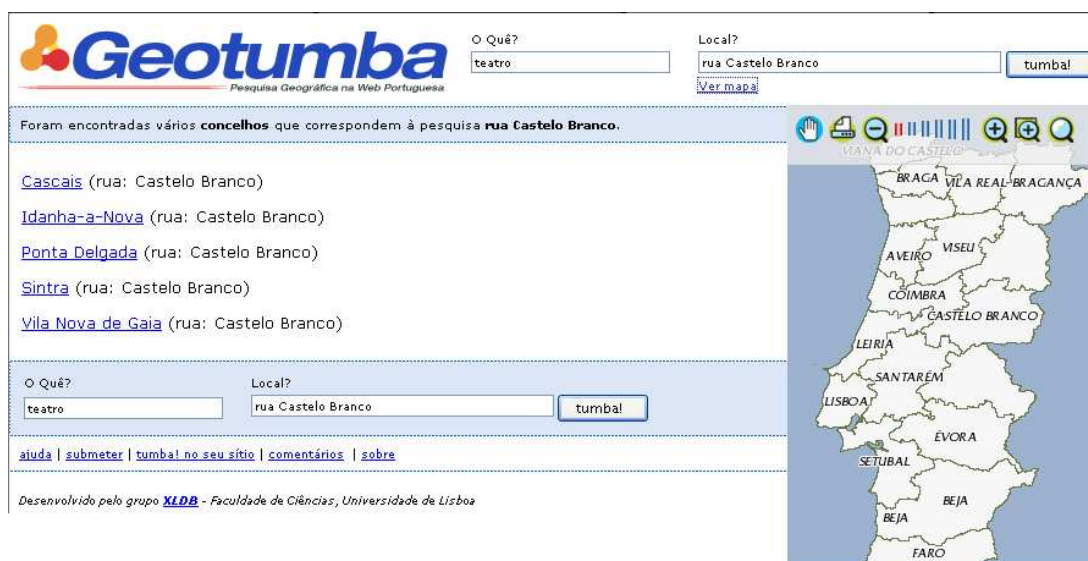 Geotumba
Pesquisa Geográfica na Web Portuguesa
O Quê?
teatro
Local?
rua Castelo Branco
tumba!
Ver mapa
Foram encontradas vários concelhos que correspondem à pesquisa rua Castelo Branco.
Cascais (rua: Castelo Branco)
Idanha-a-Nova (rua: Castelo Branco)
Ponta Delgada (rua: Castelo Branco)
Sintra (rua: Castelo Branco)
Vila Nova de Gaia (rua: Castelo Branco)
O Quê?
teatro
Local?
rua Castelo Branco
tumba!
ajuda | submeter | tumba! no seu sítio | comentários | sobre
Desenvolvido pelo grupo XLDB - Faculdade de Ciências, Universidade de Lisboa
VIANA DO CASTELO
BRAGA
VILA REAL
BRAGANÇA
AVEIRO
VISEU
COIMBRA
CASTELO BRANCO
LEIRIA
SANTARÉM
LISBOA
ÉVORA
SETUBAL
BEJA
BEJA
FARO